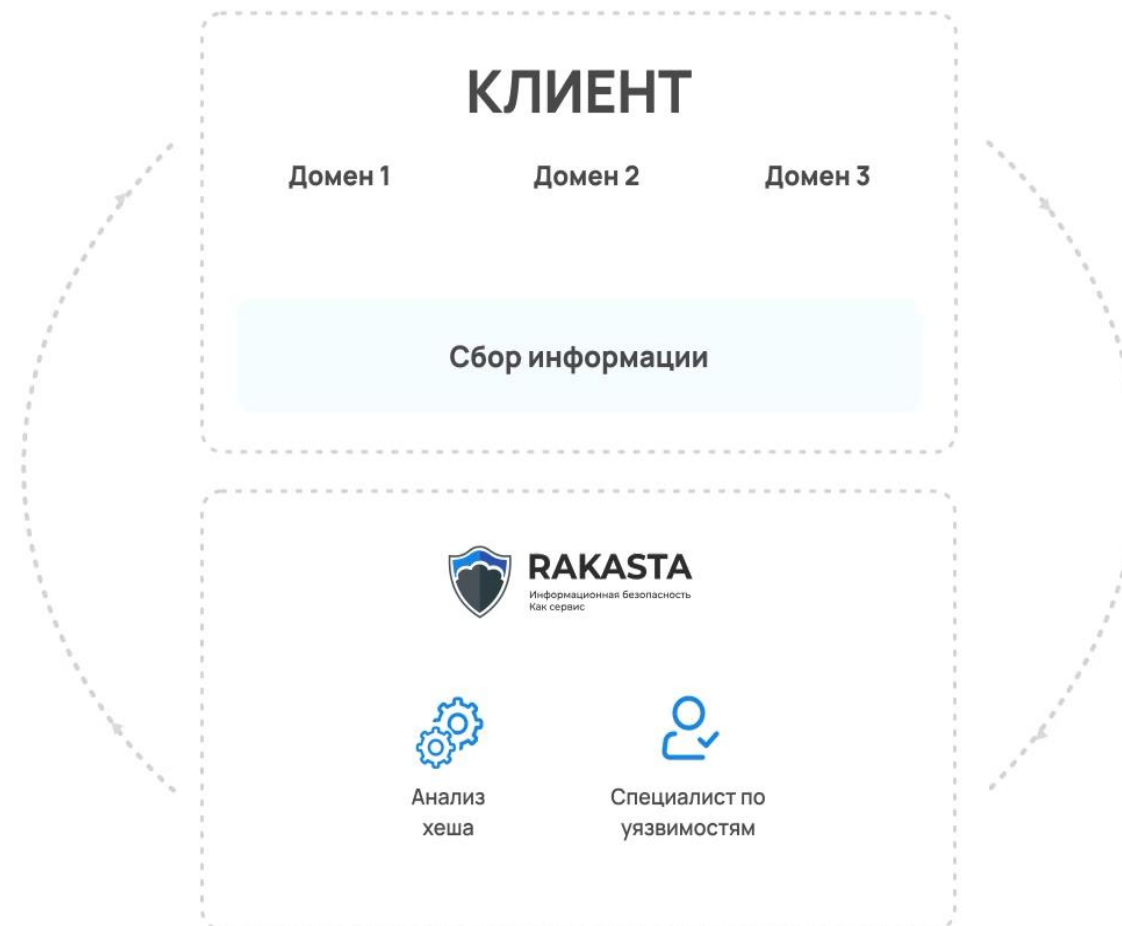 КЛИЕНТ
Домен 1 Домен 2 Домен 3
Сбор информации
RAKASTA
Информационная безопасность
Как сервис
Анализ
хеша
Специалист по
уязвимостям